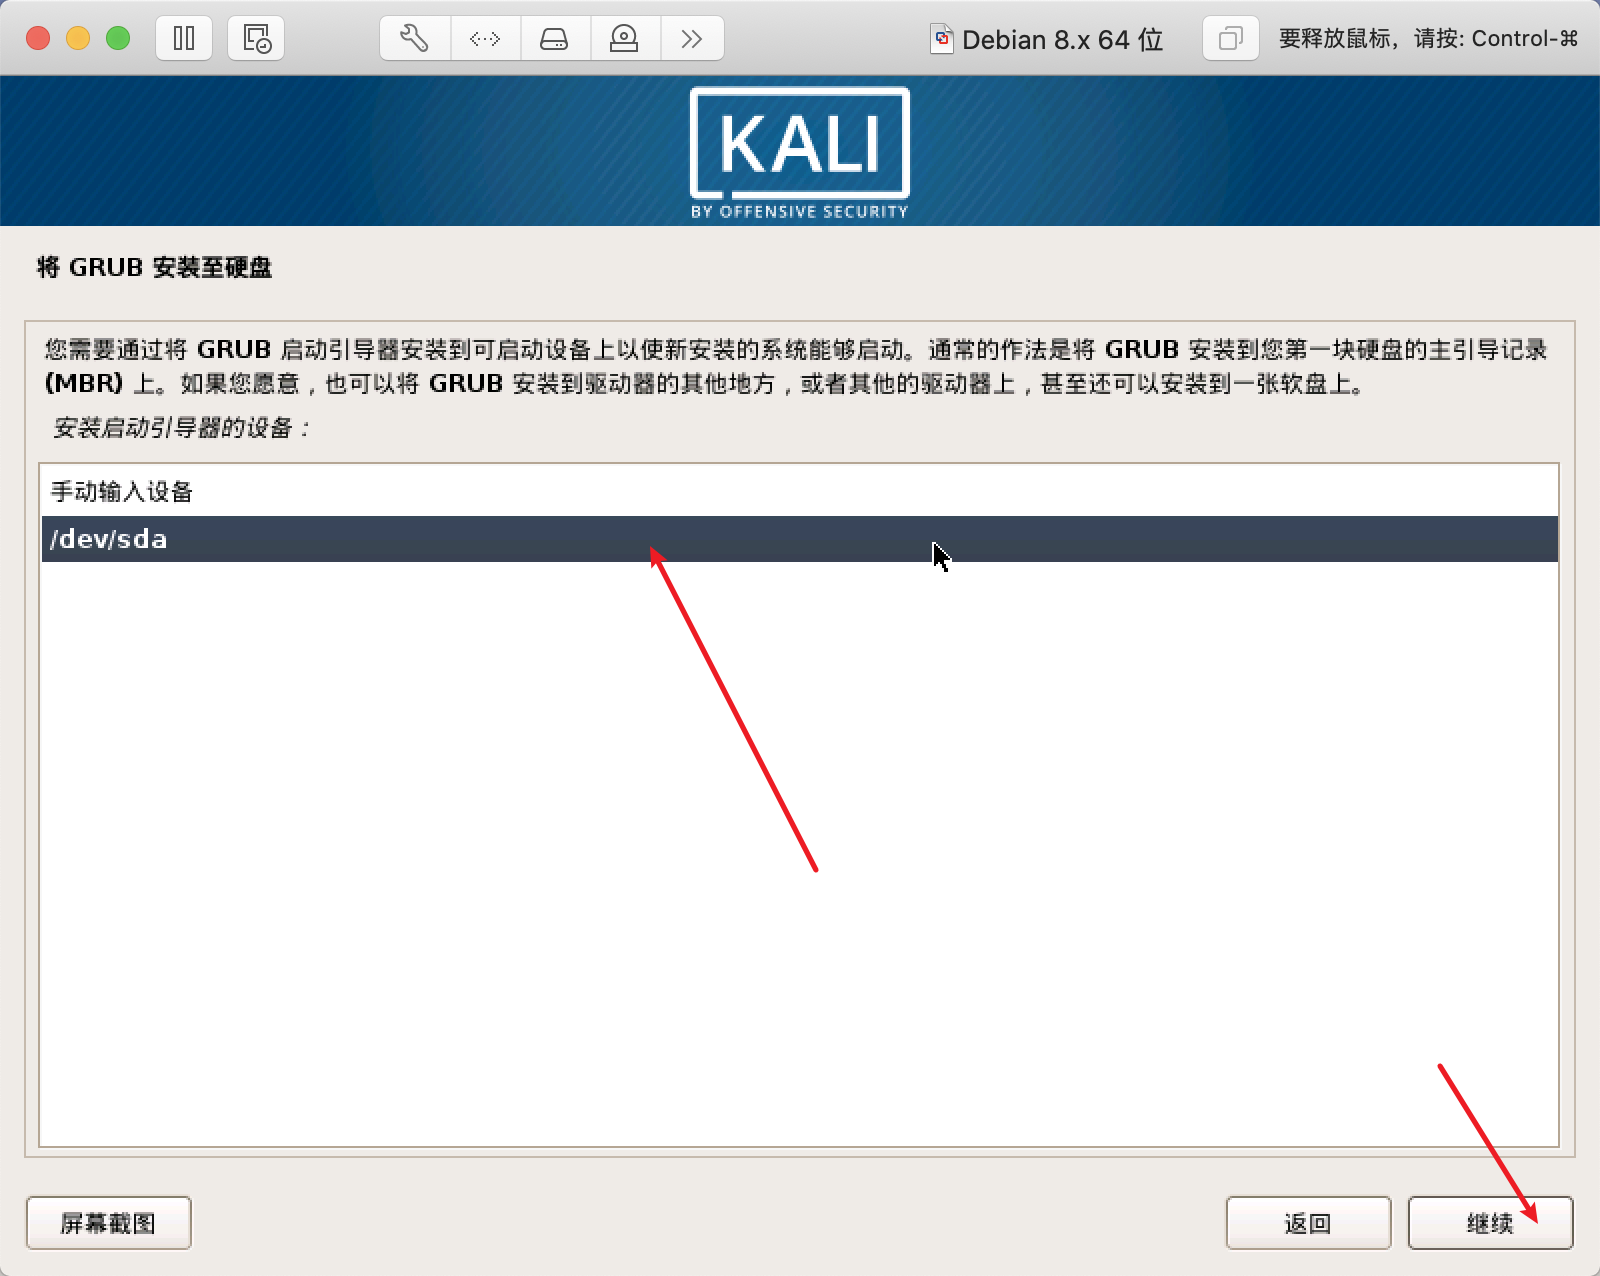 Debian 8.x 64 位
要释放鼠标，请按: Control-⌘
KALI
BY OFFENSIVE SECURITY
将 GRUB 安装至硬盘
您需要通过将 GRUB 启动引导器安装到可启动设备上以使新安装的系统能够启动。通常的作法是将 GRUB 安装到您第一块硬盘的主引导记录
(MBR) 上。如果您愿意，也可以将 GRUB 安装到驱动器的其他地方，或者其他的驱动器上，甚至还可以安装到一张软盘上。
安装启动引导器的设备：
手动输入设备
/dev/sda
屏幕截图
返回
继续